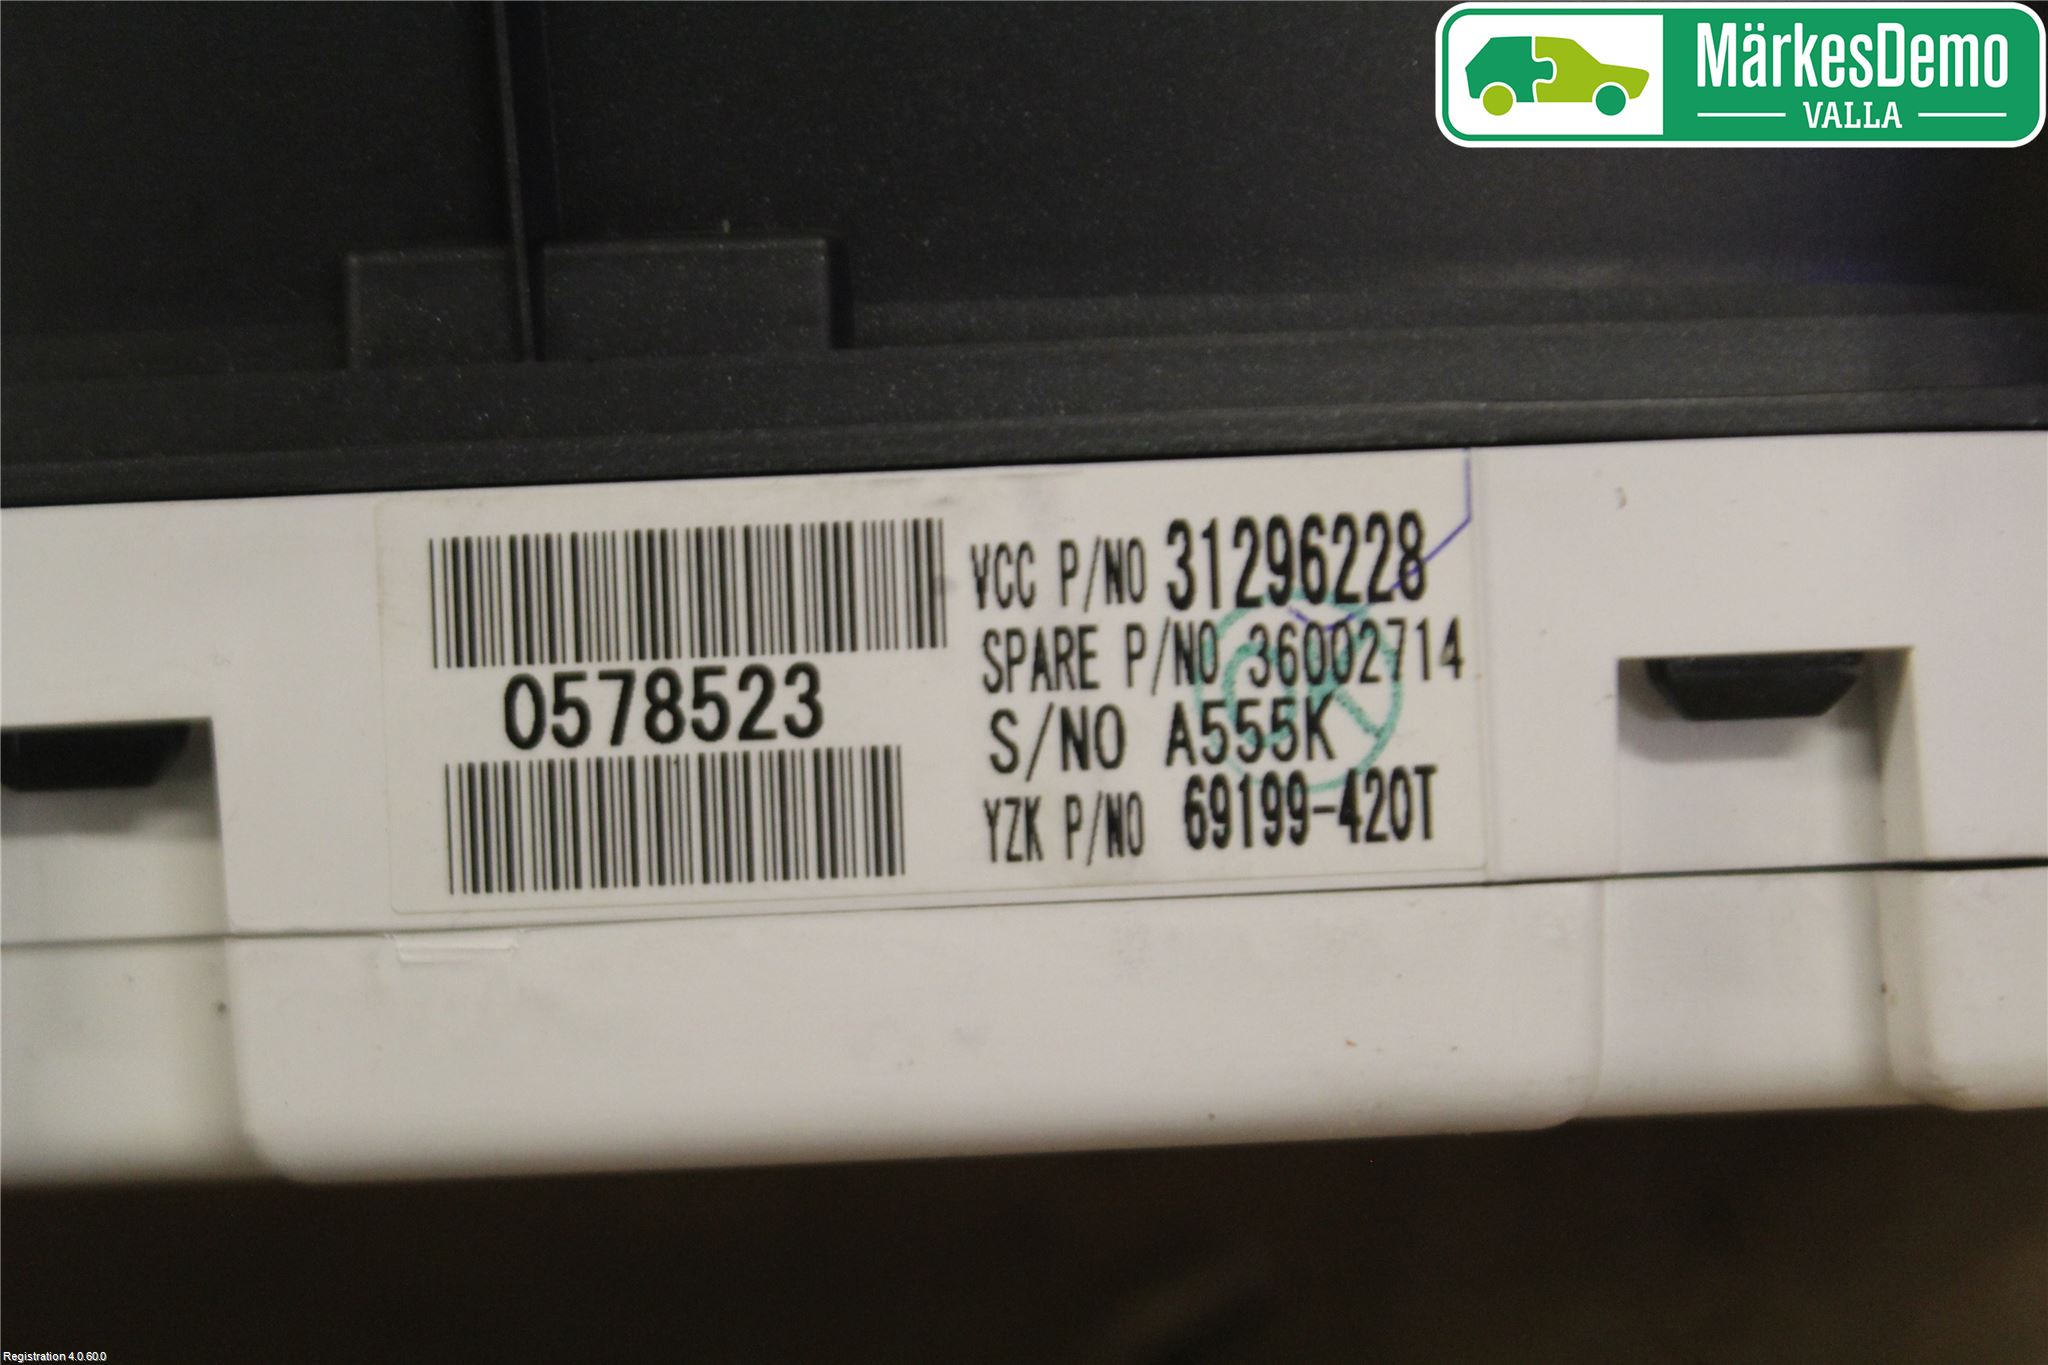 MärkesDemo
VALLA
VCC P/NO 31296228
SPARE P/NO 36002714
0578523
S/NO A555K
YZK P/NO 69199-420T
OK
Registration 4.0.60.0